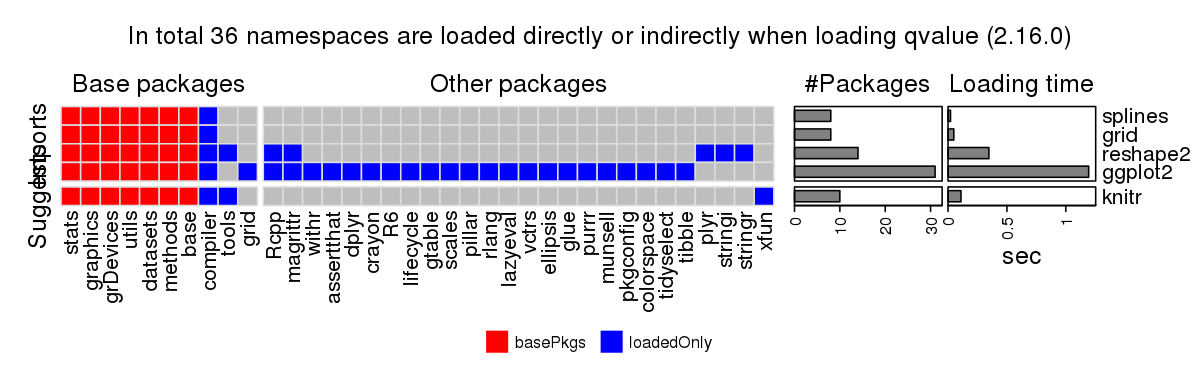 In total 36 namespaces are loaded directly or indirectly when loading qvalue (2.16.0)
Base packages
Other packages
#Packages
Loading time
Imports
Suggests
splines
grid
reshape2
ggplot2
knitr
stats
graphics
grDevices
utils
datasets
methods
base
compiler
tools
grid
Rcpp
magrittr
withr
assertthat
dplyr
crayon
R6
lifecycle
gtable
scales
pillar
rlang
lazyeval
vctrs
ellipsis
glue
purrr
munsell
pkgconfig
colorspace
tidyselect
tibble
plyr
stringi
stringr
xfun
0
10
20
30
0
0.5
1
sec
basePkgs
loadedOnly